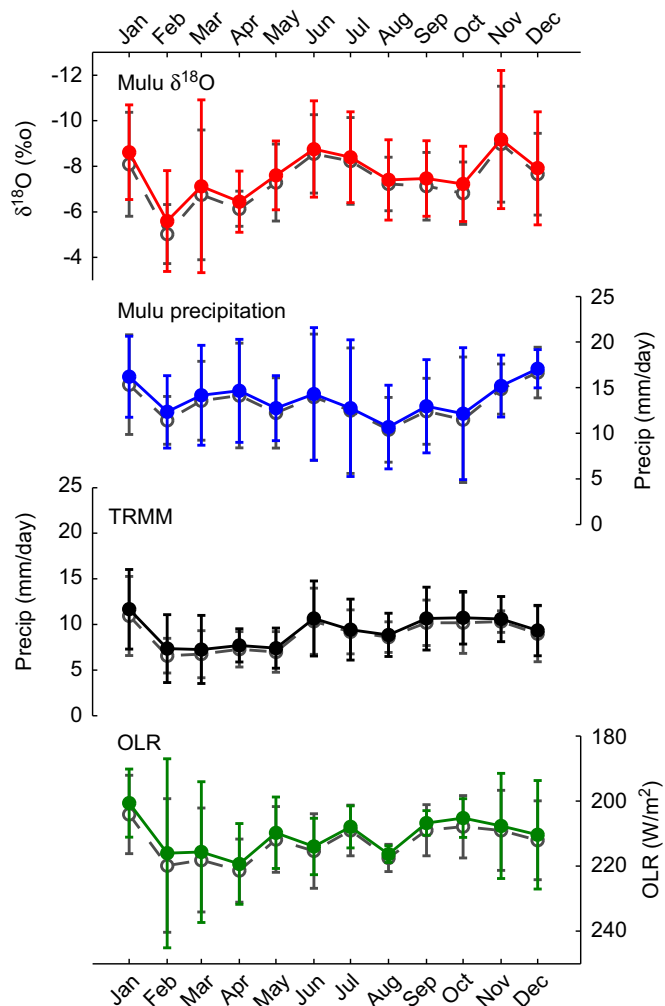 Jan Feb Mar Apr May Jun Jul Aug Sep Oct Nov Dec
Mulu δ¹⁸O
-12
-10
-8
-6
-4
δ¹⁸O (%o)
Mulu precipitation
25
20
15
10
5
0
Precip (mm/day)
TRMM
25
20
15
10
5
0
Precip (mm/day)
OLR
180
200
220
240
260
OLR (W/m²)
Jan Feb Mar Apr May Jun Jul Aug Sep Oct Nov Dec